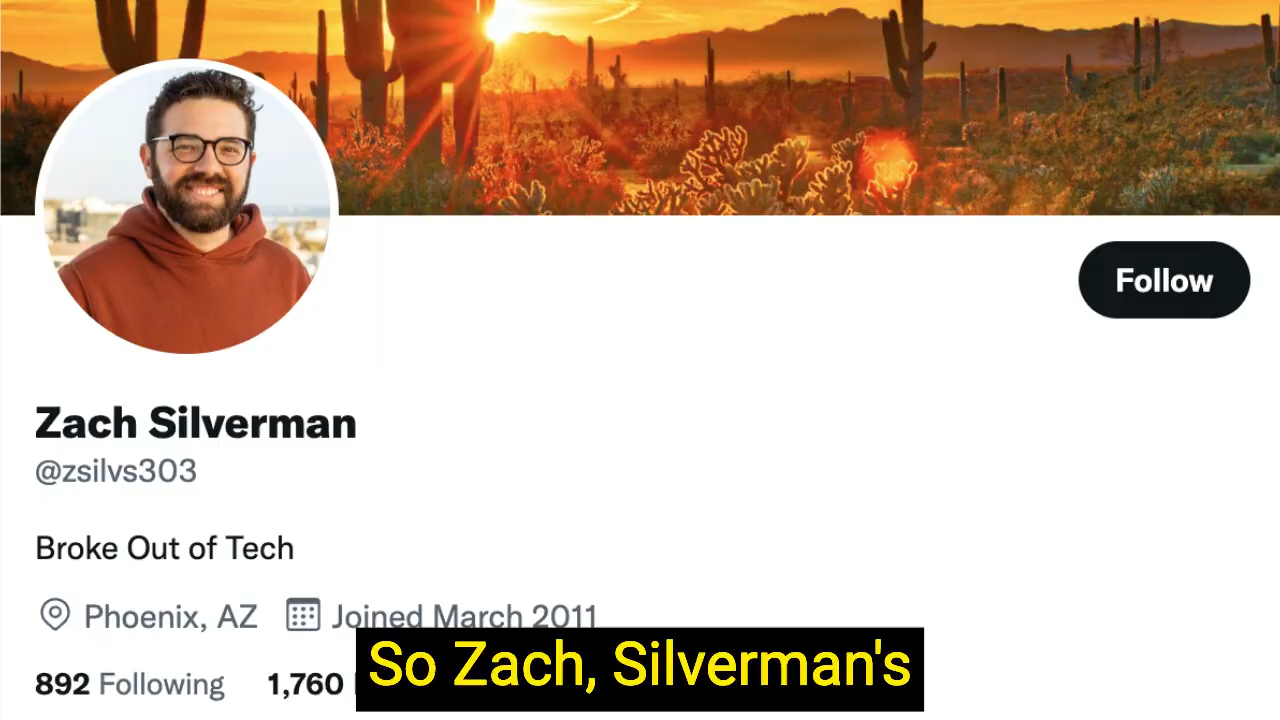 Follow
Zach Silverman
@zsilvs303
Broke Out of Tech
Phoenix, AZ Joined March 2011
892 Following 1,760
So Zach, Silverman's